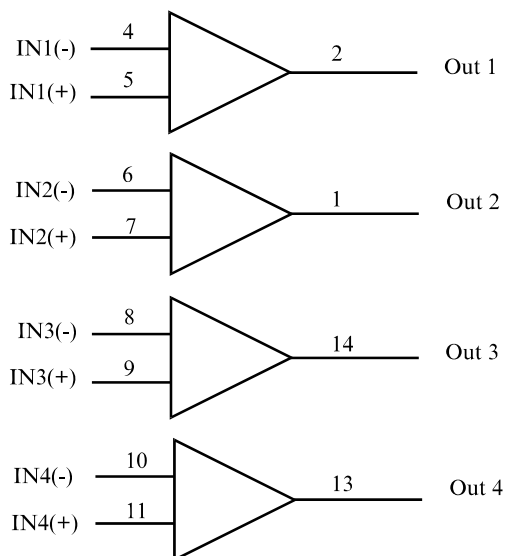 IN1(-) 4
2 Out 1
IN1(+) 5
IN2(-) 6
1 Out 2
IN2(+) 7
IN3(-) 8
14 Out 3
IN3(+) 9
IN4(-) 10
13 Out 4
IN4(+) 11